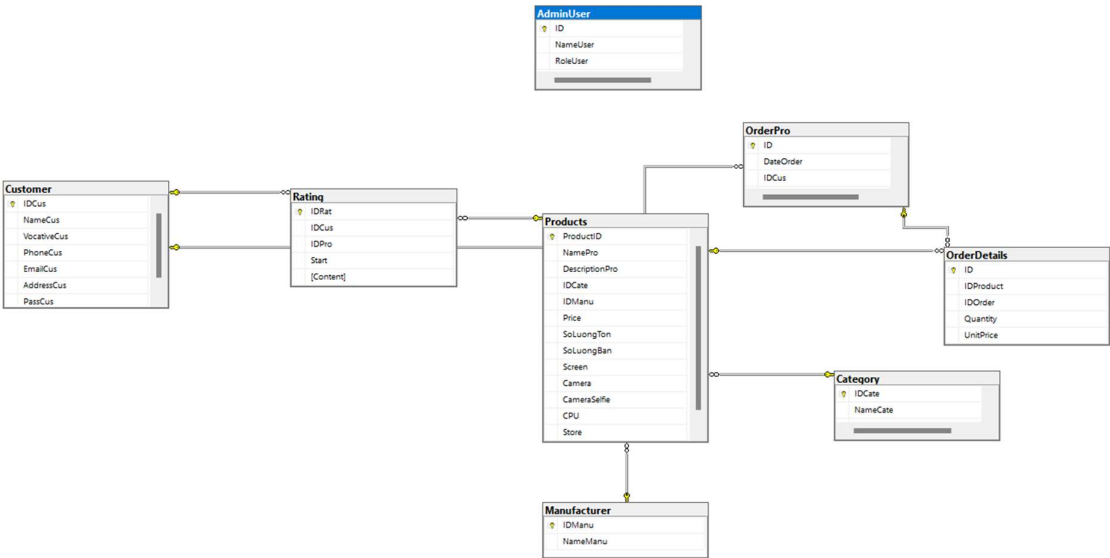 AdminUser
ID
NameUser
RoleUser
OrderPro
ID
DateOrder
IDCus
Customer
IDCus
NameCus
VocativeCus
PhoneCus
EmailCus
AddressCus
PassCus
Rating
IDRat
IDCus
IDPro
Start
[Content]
Products
ProductID
NamePro
DescriptionPro
IDCate
IDManu
Price
SoLuongTon
SoLuongBan
Screen
Camera
CameraSelfie
CPU
Store
OrderDetails
ID
IDProduct
IDOrder
Quantity
UnitPrice
Category
IDCate
NameCate
Manufacturer
IDManu
NameManu